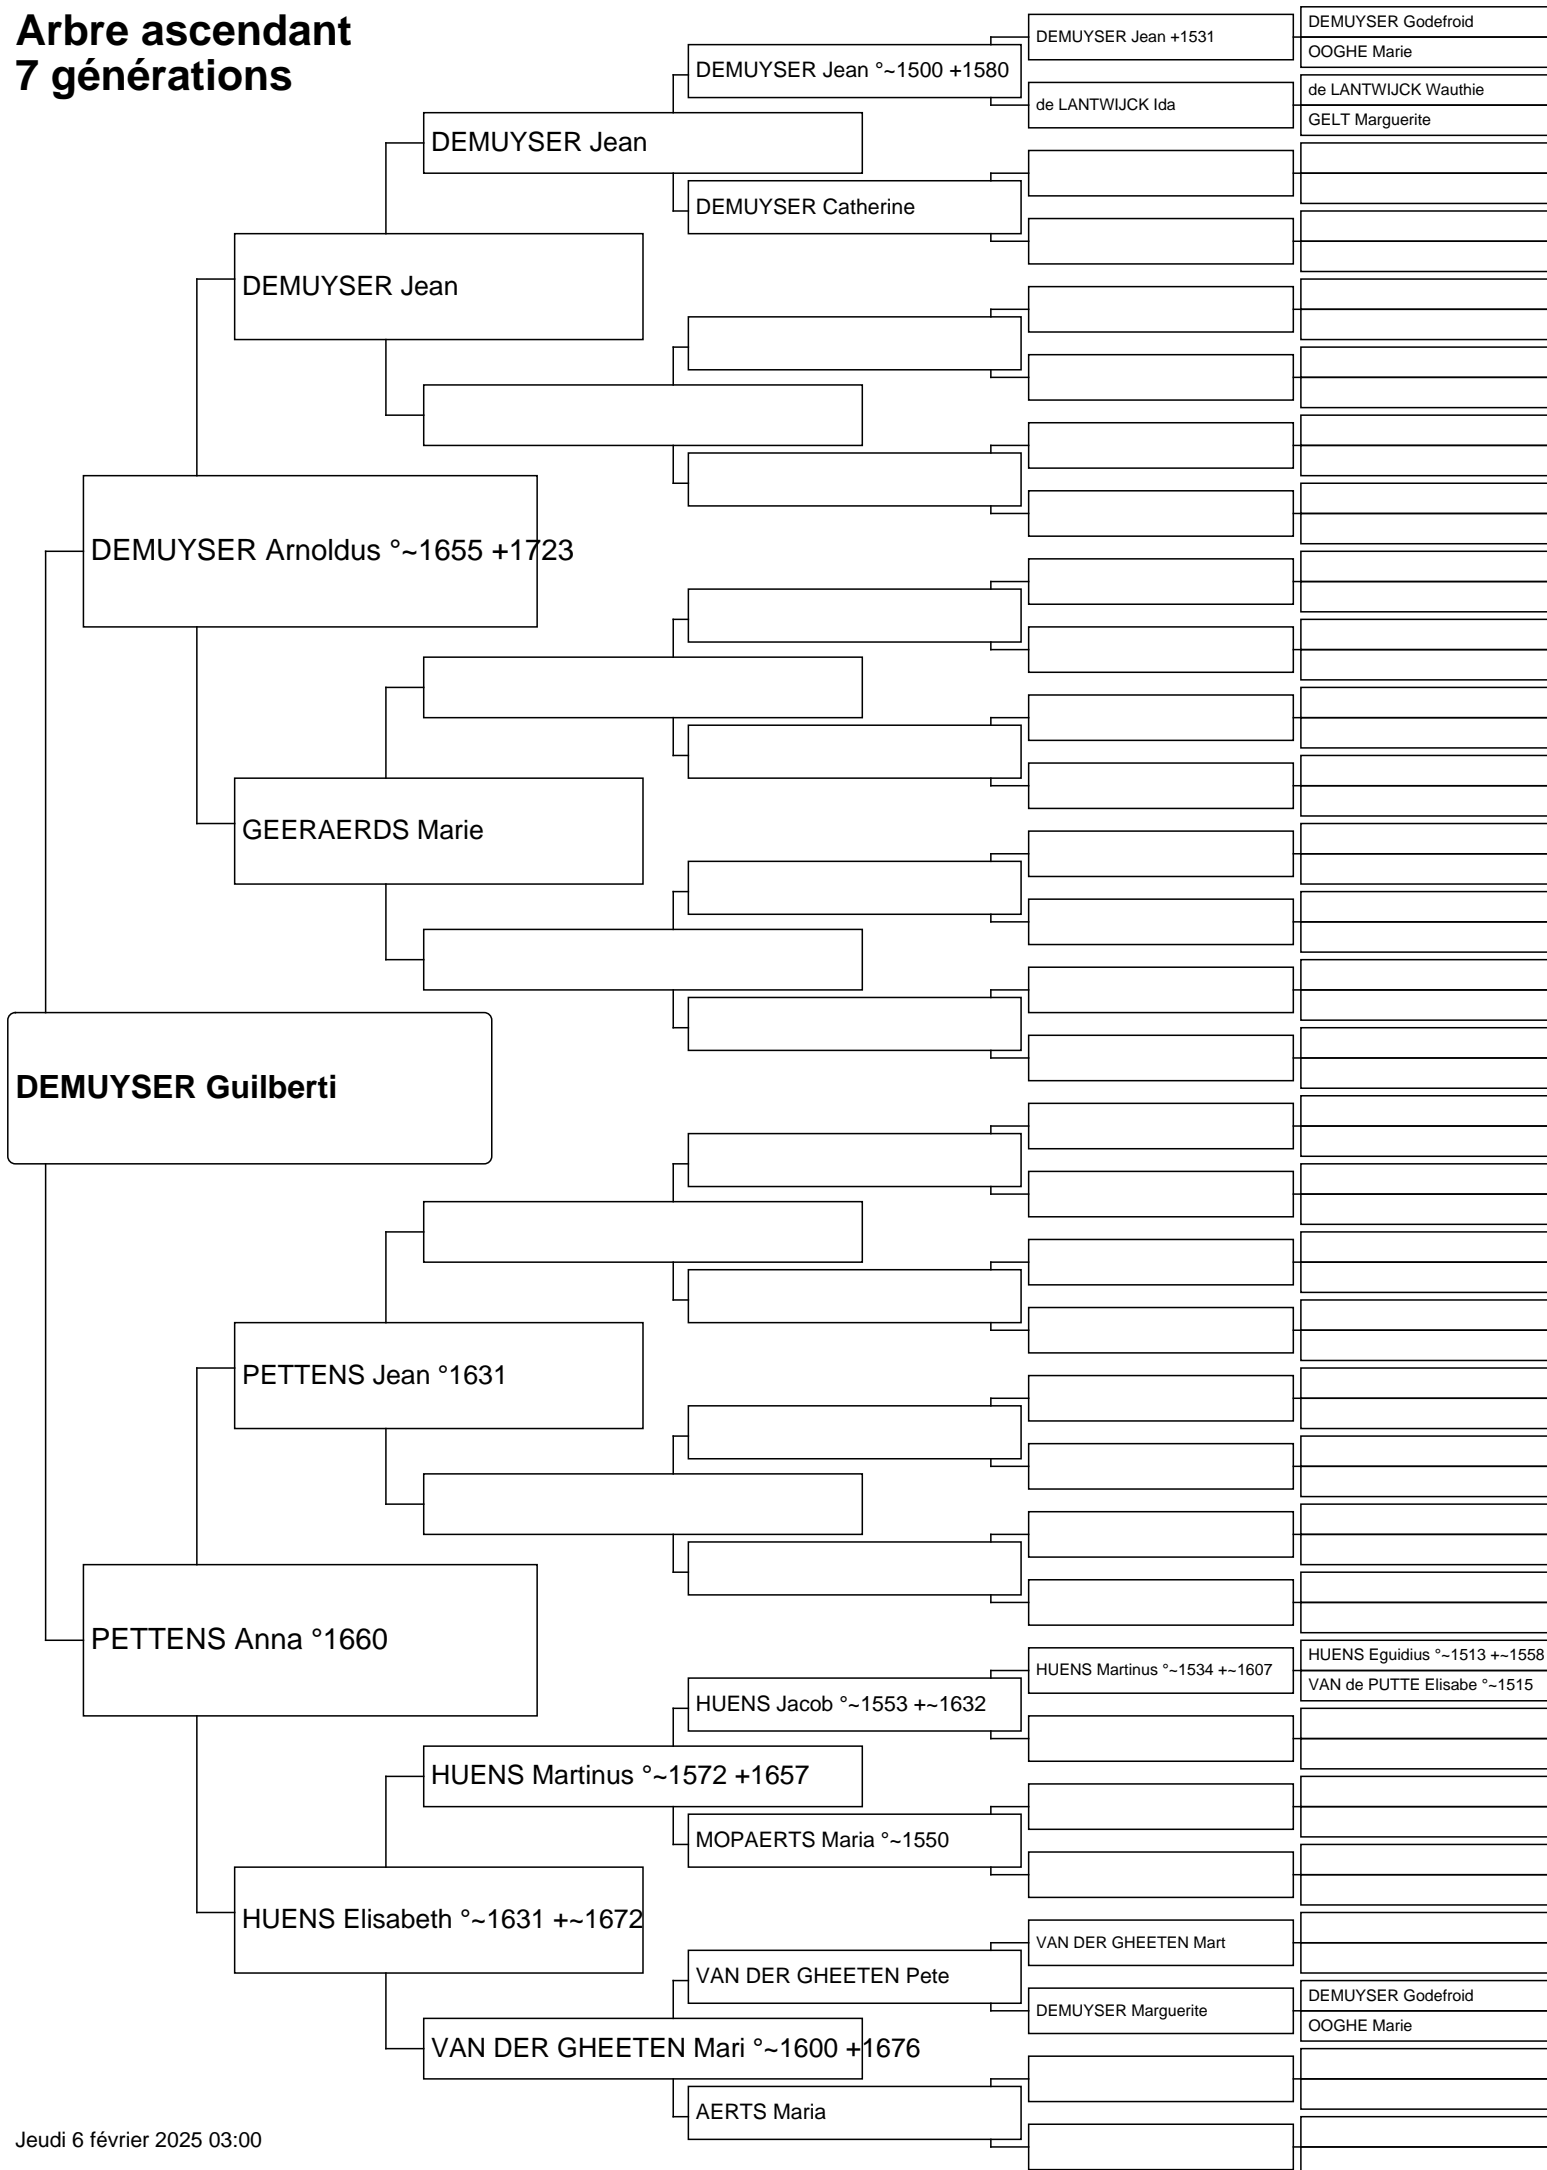 Arbre ascendant
7 générations
DEMUYSER Godefroid
DEMUYSER Jean +1531
OOGHE Marie
DEMUYSER Jean °~1500 +1580
de LANTWIJCK Wauthie
de LANTWIJCK Ida
GELT Marguerite
DEMUYSER Jean
DEMUYSER Catherine
DEMUYSER Jean
DEMUYSER Arnoldus °~1655 +1723
GEERAERDS Marie
DEMUYSER Guilberti
PETTENS Jean °1631
PETTENS Anna °1660
HUENS Eguidius °~1513 +~1558
HUENS Martinus °~1534 +~1607
VAN de PUTTE Elisabe °~1515
HUENS Jacob °~1553 +~1632
HUENS Martinus °~1572 +1657
MOPAERTS Maria °~1550
HUENS Elisabeth °~1631 +~1672
VAN DER GHEETEN Mart
VAN DER GHEETEN Pete
DEMUYSER Godefroid
DEMUYSER Marguerite
OOGHE Marie
VAN DER GHEETEN Mari °~1600 +1676
AERTS Maria
Jeudi 6 février 2025 03:00